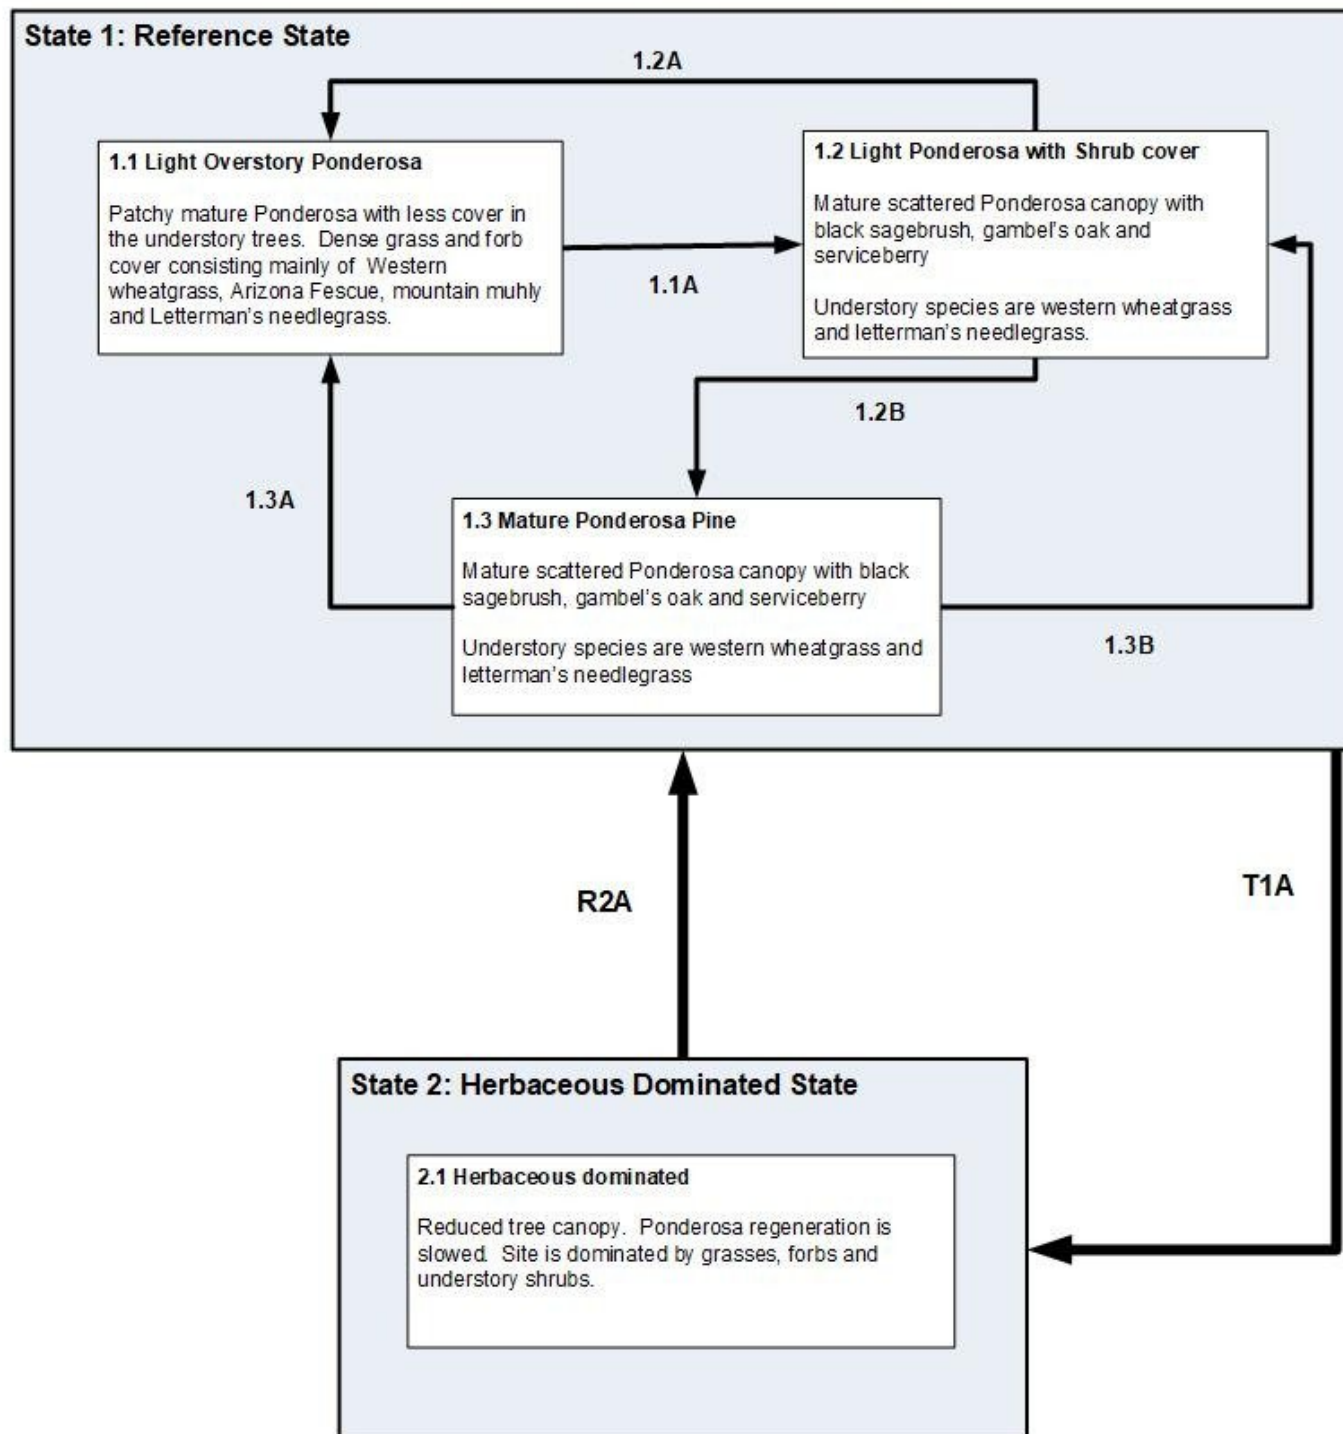 State 1: Reference State
1.2A
1.1 Light Overstory Ponderosa
Patchy mature Ponderosa with less cover in
the understory trees.  Dense grass and forb
cover consisting mainly of  Western
wheatgrass, Arizona Fescue, mountain muhly
and Letterman's needlegrass.
1.1A
1.2 Light Ponderosa with Shrub cover
Mature scattered Ponderosa canopy with
black sagebrush, gambel's oak and
serviceberry
Understory species are western wheatgrass
and letterman's needlegrass.
1.2B
1.3A
1.3 Mature Ponderosa Pine
Mature scattered Ponderosa canopy with black
sagebrush, gambel's oak and serviceberry
Understory species are western wheatgrass and
letterman's needlegrass
1.3B
R2A
T1A
State 2: Herbaceous Dominated State
2.1 Herbaceous dominated
Reduced tree canopy.  Ponderosa regeneration is
slowed.  Site is dominated by grasses, forbs and
understory shrubs.